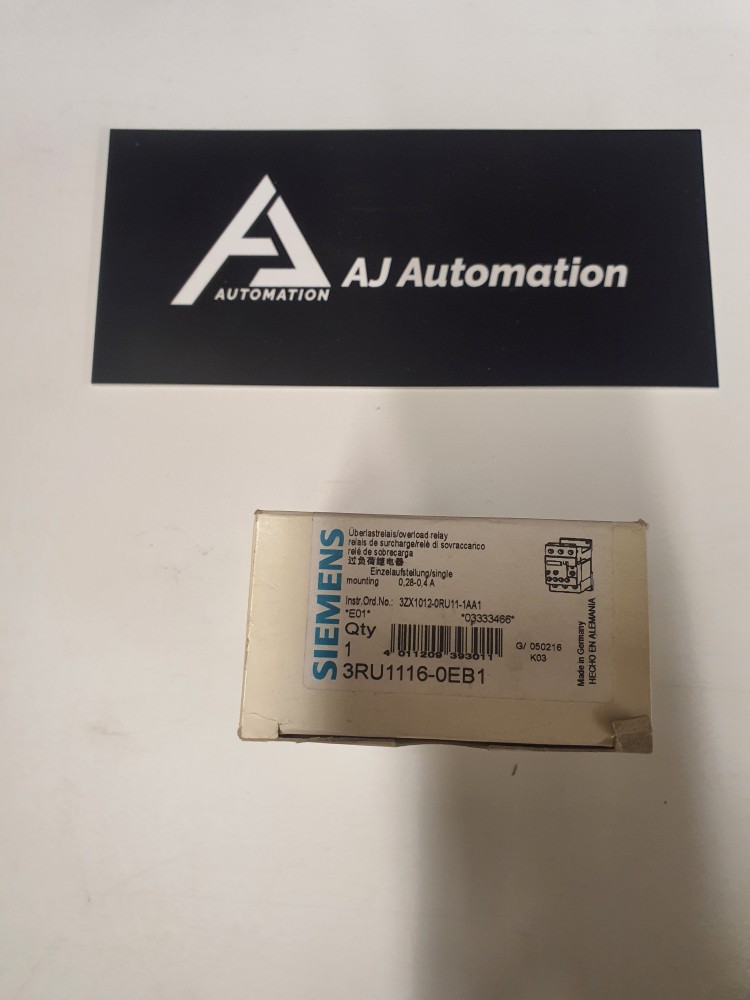 AUTOMATION
AJ Automation
SIEMENS
Überlastrelais/overload relay
relais de surcharge/relè di sovraccarico
relé de sobrecarga
过负荷继电器
Einzelaufstellung/single
mounting 0,28-0,4 A
Instr.Ord.No.: 3ZX1012-0RU11-1AA1
*E01* *03333466*
Qty
1
4 011209 393011
G/ 050216
K03
3RU1116-0EB1
Made in Germany
HECHO EN ALEMANIA